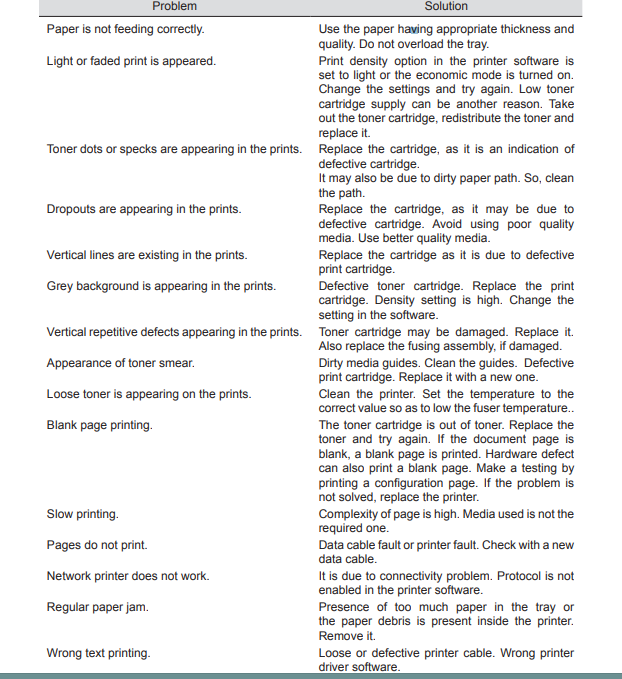 Problem Solution
Paper is not feeding correctly. Use the paper having appropriate thickness and
quality. Do not overload the tray.
Light or faded print is appeared. Print density option in the printer software is
set to light or the economic mode is turned on.
Change the settings and try again. Low toner
cartridge supply can be another reason. Take
out the toner cartridge, redistribute the toner and
replace it.
Toner dots or specks are appearing in the prints. Replace the cartridge, as it is an indication of
defective cartridge.
It may also be due to dirty paper path. So, clean
the path.
Dropouts are appearing in the prints. Replace the cartridge, as it may be due to
defective cartridge. Avoid using poor quality
media. Use better quality media.
Vertical lines are existing in the prints. Replace the cartridge as it is due to defective
print cartridge.
Grey background is appearing in the prints. Defective toner cartridge. Replace the print
cartridge. Density setting is high. Change the
setting in the software.
Vertical repetitive defects appearing in the prints. Toner cartridge may be damaged. Replace it.
Also replace the fusing assembly, if damaged.
Appearance of toner smear. Dirty media guides. Clean the guides. Defective
print cartridge. Replace it with a new one.
Loose toner is appearing on the prints. Clean the printer. Set the temperature to the
correct value so as to low the fuser temperature..
Blank page printing. The toner cartridge is out of toner. Replace the
toner and try again. If the document page is
blank, a blank page is printed. Hardware defect
can also print a blank page. Make a testing by
printing a configuration page. If the problem is
not solved, replace the printer.
Slow printing. Complexity of page is high. Media used is not the
required one.
Pages do not print. Data cable fault or printer fault. Check with a new
data cable.
Network printer does not work. It is due to connectivity problem. Protocol is not
enabled in the printer software.
Regular paper jam. Presence of too much paper in the tray or
the paper debris is present inside the printer.
Remove it.
Wrong text printing. Loose or defective printer cable. Wrong printer
driver software.